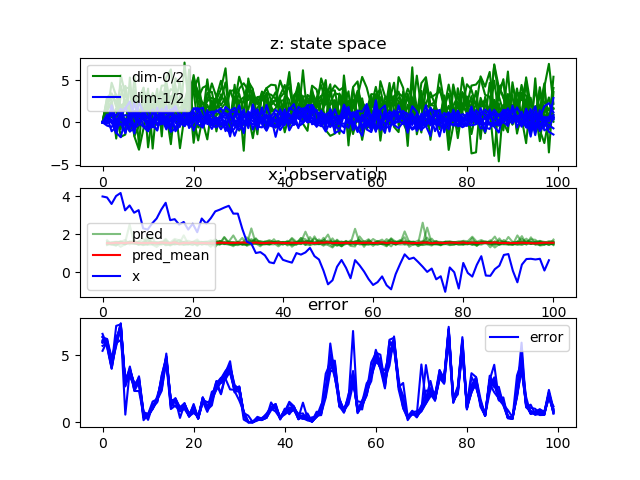 z: state space
dim-0/2
dim-1/2
5
0
−5
0 20 40 60 80 100
x: observation
4
2
0
pred
pred_mean
x
0 20 40 60 80 100
error
5
0
error
0 20 40 60 80 100